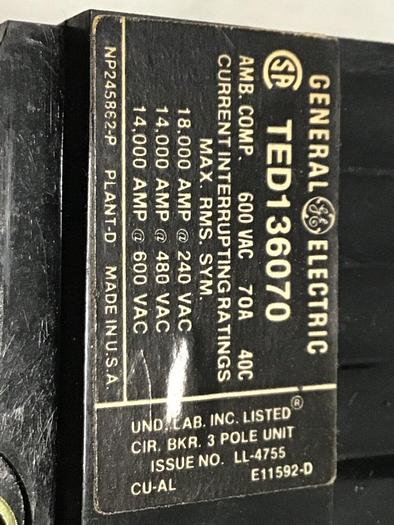 GENERAL GE ELECTRIC
SA TED136070
AMB. COMP. 600 VAC 70A 40C
CURRENT INTERRUPTING RATINGS
MAX. RMS. SYM.
18,000 AMP @ 240 VAC
14,000 AMP @ 480 VAC
14,000 AMP @ 600 VAC
NP245862-P PLANT-D MADE IN U.S.A.
UND. LAB. INC. LISTED®
CIR. BKR. 3 POLE UNIT
ISSUE NO. LL-4755
CU-AL E11592-D